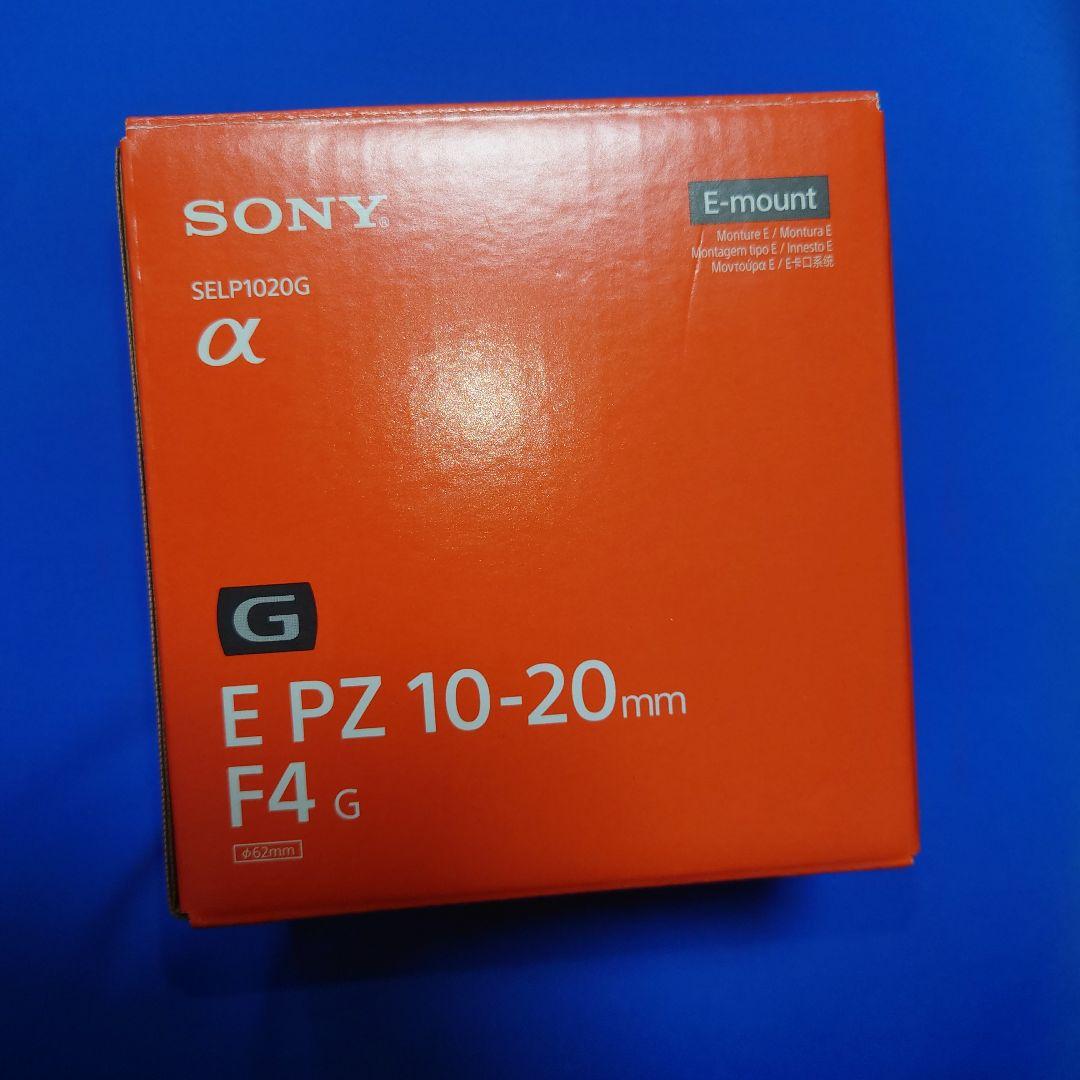 SONY®
E-mount
Monture E / Montura E
Montagem tipo E / Innesto E
Μοντούρα E / E卡口系统
SELP1020G
α
G
E PZ 10-20mm
F4 G
ϕ62mm